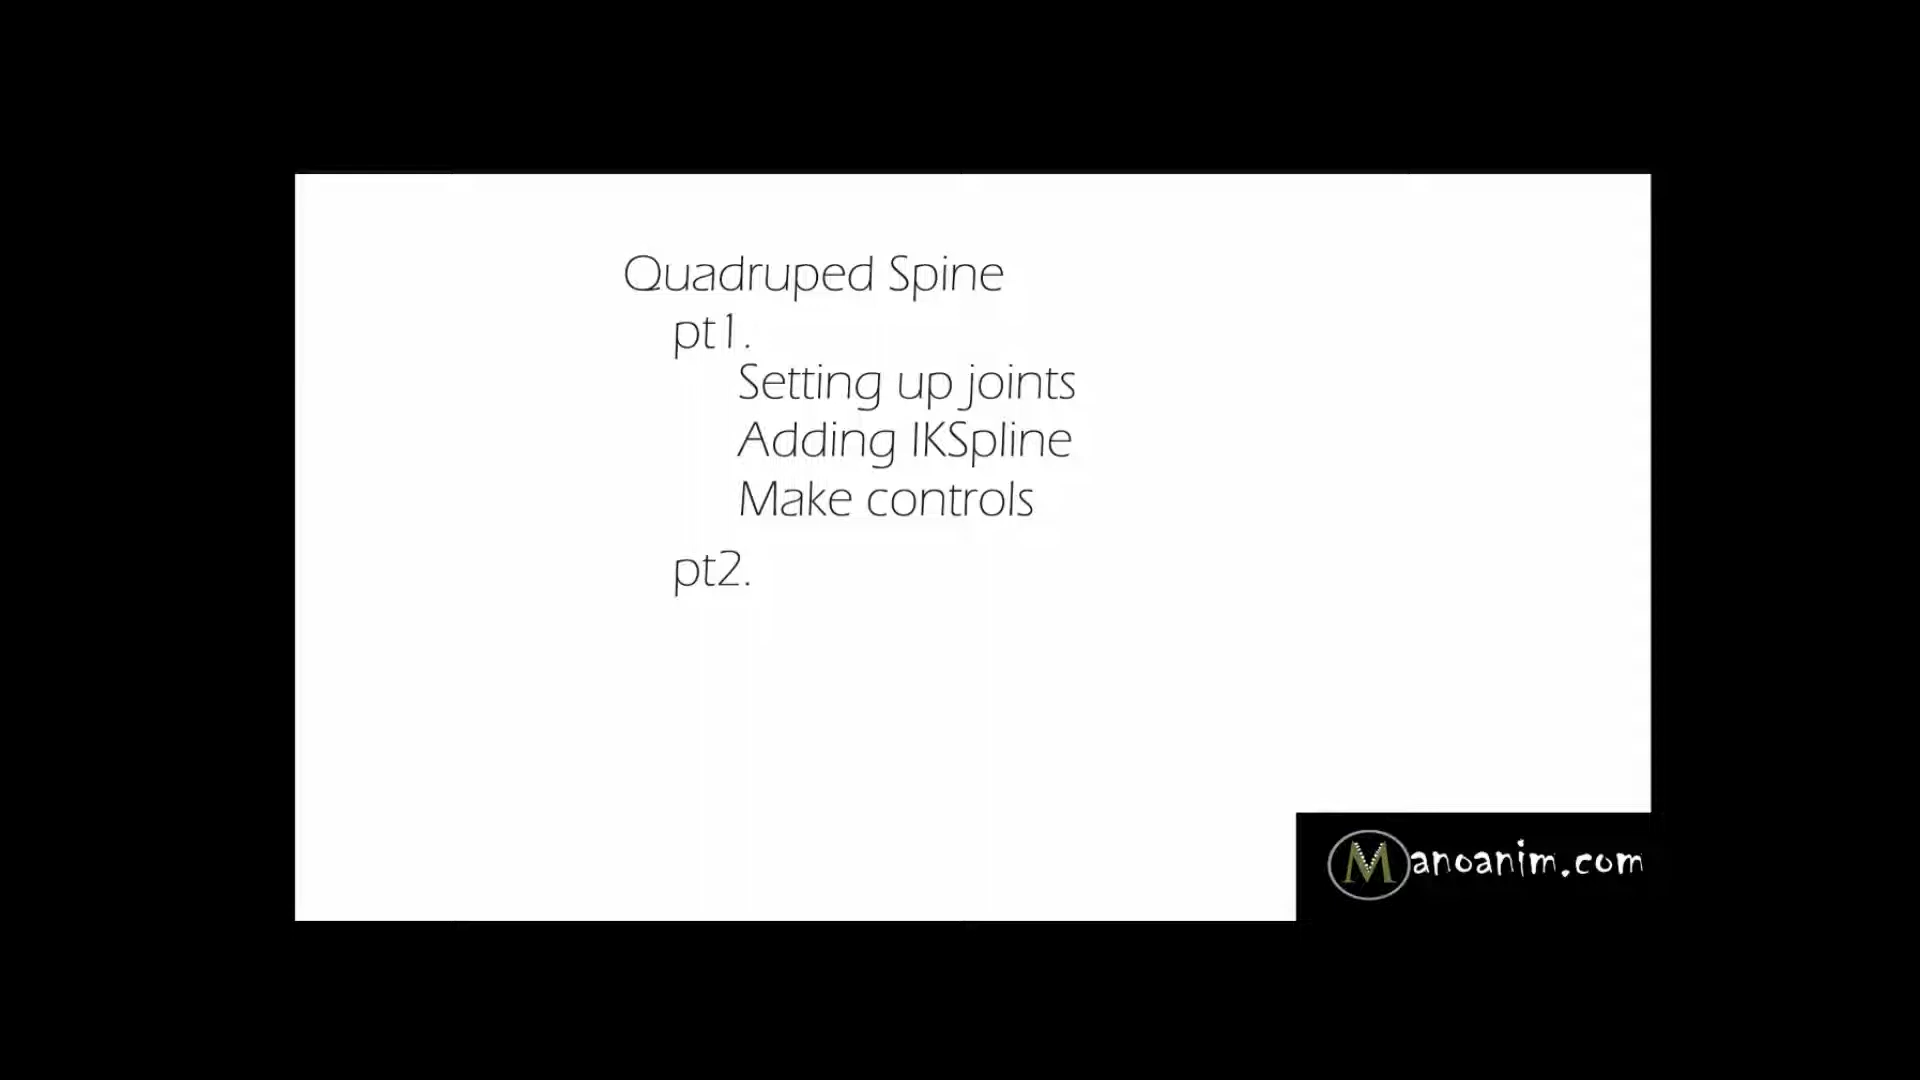 Quadruped Spine
pt1.
Setting up joints
Adding IKSpline
Make controls
pt2.
Manoanim.com